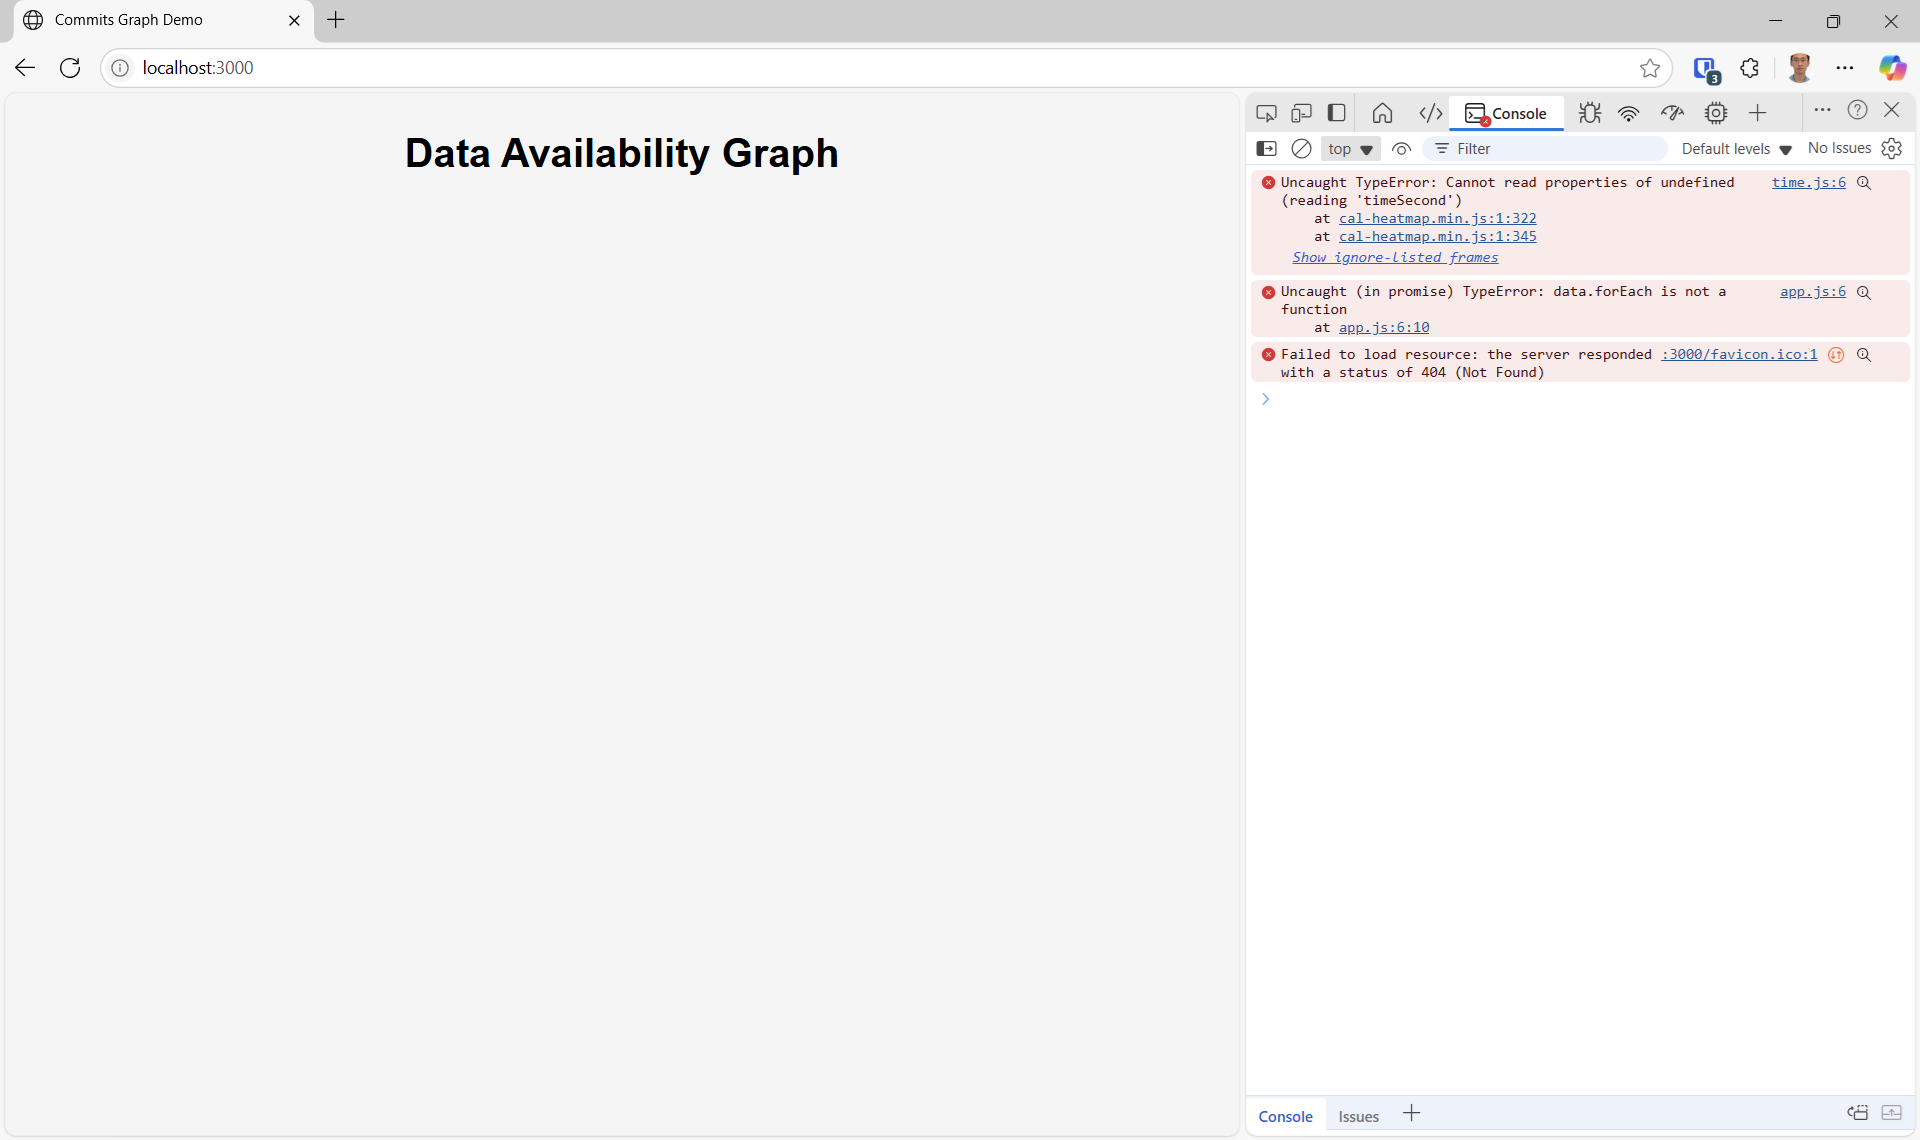 Commits Graph Demo
localhost:3000
3
Data Availability Graph
Console
top
Filter
Default levels
No Issues
Uncaught TypeError: Cannot read properties of undefined time.js:6
(reading 'timeSecond')
at cal-heatmap.min.js:1:322
at cal-heatmap.min.js:1:345
Show ignore-listed frames
Uncaught (in promise) TypeError: data.forEach is not a app.js:6
function
at app.js:6:10
Failed to load resource: the server responded :3000/favicon.ico:1
with a status of 404 (Not Found)
Console
Issues